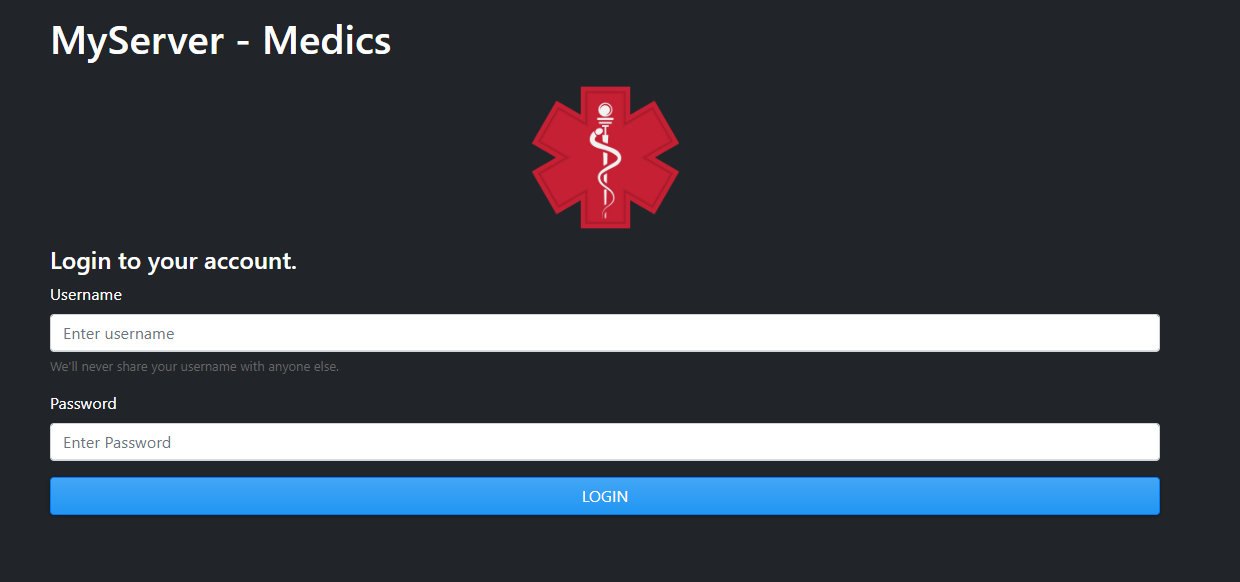 MyServer - Medics
Login to your account.
Username
Enter username
We'll never share your username with anyone else.
Password
Enter Password
LOGIN